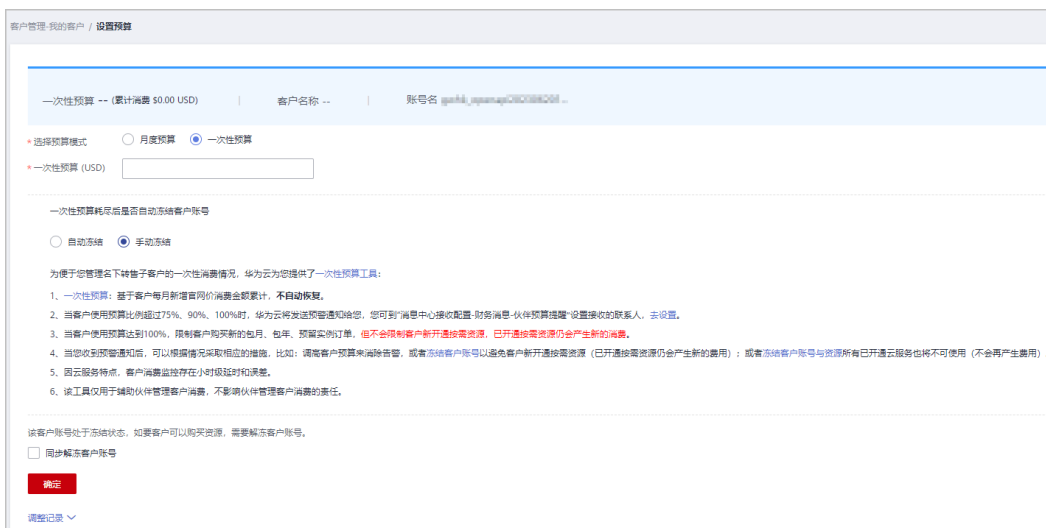 客户管理-我的客户 / 设置预算
一次性预算 -- (累计消费 $0.00 USD) 客户名称 -- 账号名
* 选择预算模式 月度预算 一次性预算
* 一次性预算 (USD)
一次性预算耗尽后是否自动冻结客户账号
自动冻结 手动冻结
为便于您管理名下转售子客户的一次性消费情况，华为云为您提供了一次性预算工具：
1、一次性预算：基于客户每月新增官网价消费金额累计，不自动恢复。
2、当客户使用预算比例超过75%、90%、100%时，华为云将发送预警通知给您，您可到"消息中心接收配置-财务消息-伙伴预算提醒"设置接收的联系人，去设置。
3、当客户使用预算达到100%，限制客户购买新的包月、包年、预留实例订单，但不会限制客户新开通按需资源，已开通按需资源仍会产生新的消费。
4、当您收到预警通知后，可以根据情况采取相应的措施，比如：调高客户预算来消除告警，或者冻结客户账号以避免客户新开通按需资源（已开通按需资源仍会产生新的费用）；或者冻结客户账号与资源所有已开通云服务也将不可使用（不会再产生费用）
5、因云服务特点，客户消费监控存在小时级延时和误差。
6、该工具仅用于辅助伙伴管理客户消费，不影响伙伴管理客户消费的责任。
该客户账号处于冻结状态，如要客户可以购买资源，需要解冻客户账号。
同步解冻客户账号
确定
调整记录